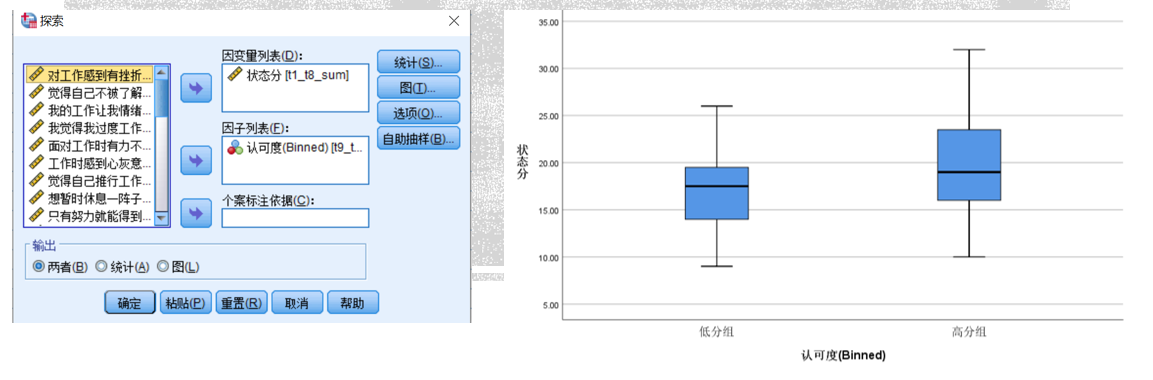 探索
因变量列表(D):
状态分 [t1_t8_sum]
对工作感到有挫折...
觉得自己不被了解...
我的工作让我情绪...
我觉得我过度工作...
面对工作时有力不...
工作时感到心灰意...
觉得自己推行工作...
想暂时休息一阵子...
只有努力就能得到...
因子列表(F):
认可度(Binned) [t9_t...
个案标注依据(C):
统计(S)...
图(T)...
选项(O)...
自助抽样(B)...
输出
两者(B) 统计(A) 图(L)
确定 粘贴(P) 重置(R) 取消 帮助
35.00
30.00
25.00
20.00
15.00
10.00
5.00
状态分
低分组 高分组
认可度(Binned)